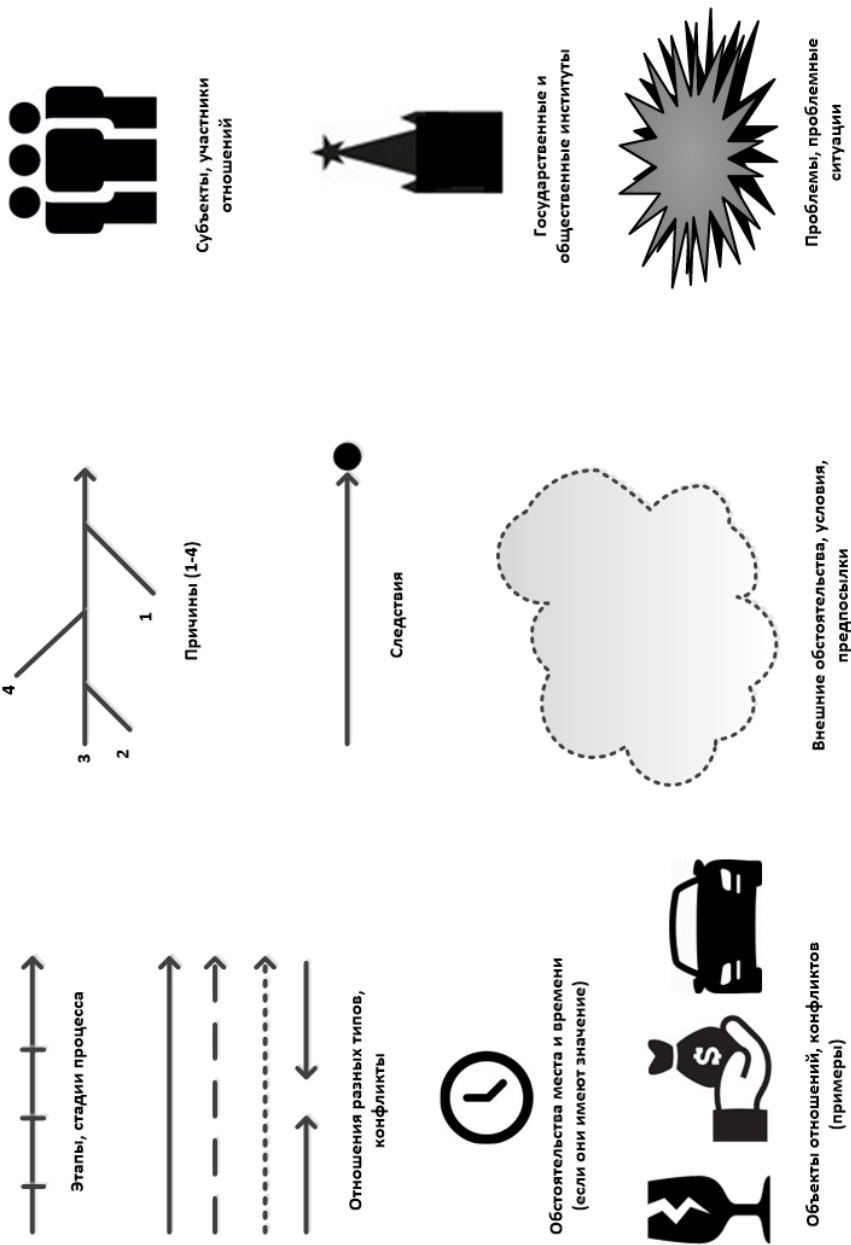 Этапы, стадии процесса
4
3
2
1
Причины (1-4)
Субъекты, участники
отношений
Отношения разных типов,
конфликты
Следствия
Государственные и
общественные институты
Обстоятельства места и времени
(если они имеют значение)
$
Объекты отношений, конфликтов
(примеры)
Внешние обстоятельства, условия,
предпосылки
Проблемы, проблемные
ситуации